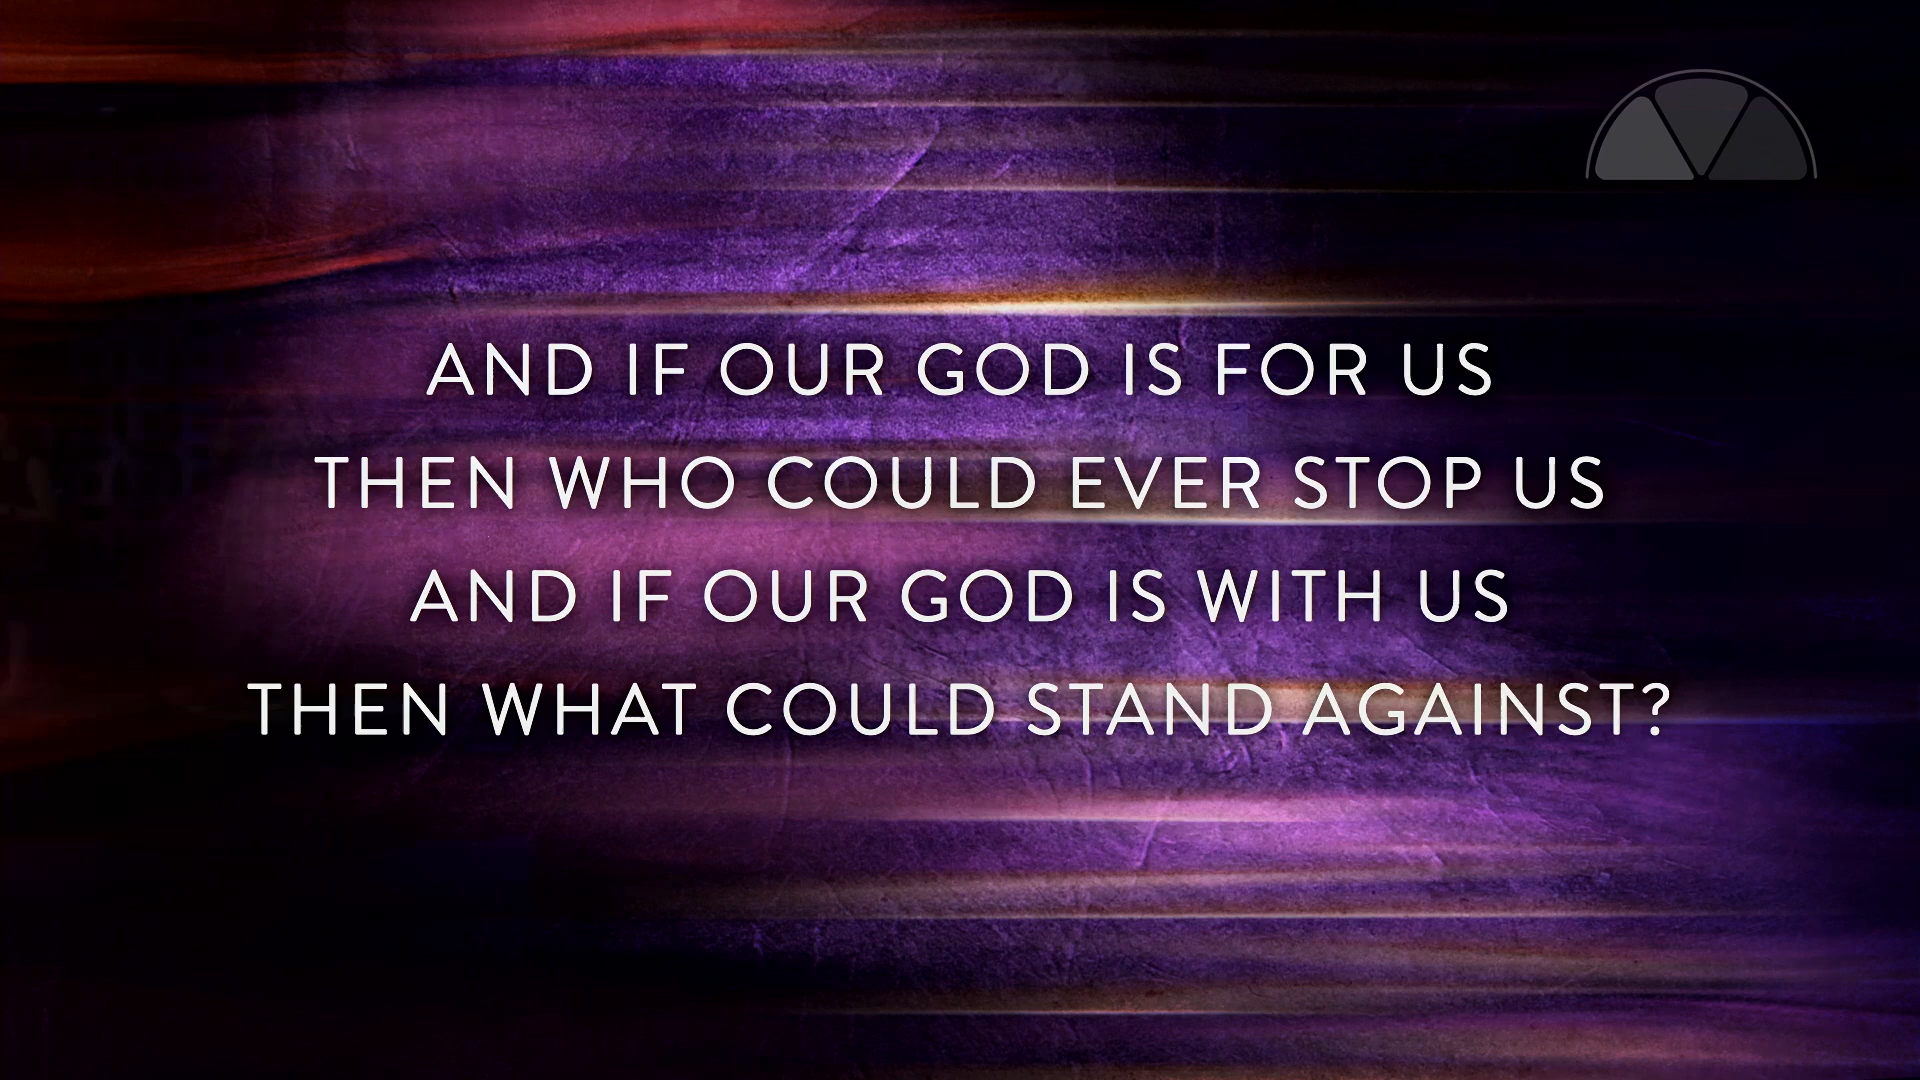 AND IF OUR GOD IS FOR US
THEN WHO COULD EVER STOP US
AND IF OUR GOD IS WITH US
THEN WHAT COULD STAND AGAINST?